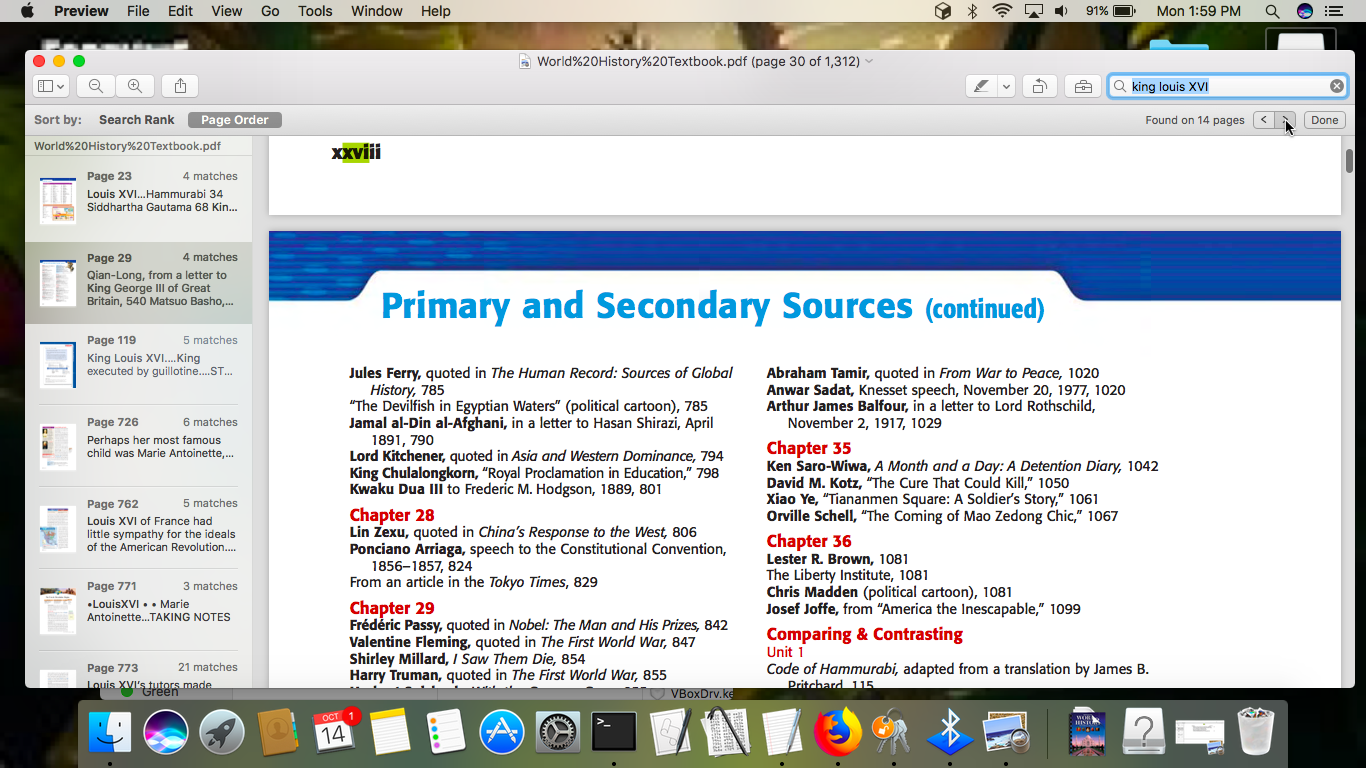 Preview File Edit View Go Tools Window Help
91% Mon 1:59 PM
World%20History%20Textbook.pdf (page 30 of 1,312)
king louis XVI
Sort by: Search Rank Page Order
Found on 14 pages < > Done
World%20History%20Textbook.pdf
Page 23 4 matches
Louis XVI...Hammurabi 34
Siddhartha Gautama 68 Kin...
Page 29 4 matches
Qian-Long, from a letter to
King George III of Great
Britain, 540 Matsuo Basho,...
Page 119 5 matches
King Louis XVI....King
executed by guillotine....ST...
Page 726 6 matches
Perhaps her most famous
child was Marie Antoinette,...
Page 762 5 matches
Louis XVI of France had
little sympathy for the ideals
of the American Revolution....
Page 771 3 matches
•LouisXVI • • Marie
Antoinette...TAKING NOTES
Page 773 21 matches
Louis XVI's tutors made
xxviii
Primary and Secondary Sources (continued)
Jules Ferry, quoted in The Human Record: Sources of Global
History, 785
“The Devilfish in Egyptian Waters” (political cartoon), 785
Jamal al-Din al-Afghani, in a letter to Hasan Shirazi, April
1891, 790
Lord Kitchener, quoted in Asia and Western Dominance, 794
King Chulalongkorn, “Royal Proclamation in Education,” 798
Kwaku Dua III to Frederic M. Hodgson, 1889, 801
Chapter 28
Lin Zexu, quoted in China’s Response to the West, 806
Ponciano Arriaga, speech to the Constitutional Convention,
1856–1857, 824
From an article in the Tokyo Times, 829
Chapter 29
Frédéric Passy, quoted in Nobel: The Man and His Prizes, 842
Valentine Fleming, quoted in The First World War, 847
Shirley Millard, I Saw Them Die, 854
Harry Truman, quoted in The First World War, 855
Abraham Tamir, quoted in From War to Peace, 1020
Anwar Sadat, Knesset speech, November 20, 1977, 1020
Arthur James Balfour, in a letter to Lord Rothschild,
November 2, 1917, 1029
Chapter 35
Ken Saro-Wiwa, A Month and a Day: A Detention Diary, 1042
David M. Kotz, “The Cure That Could Kill,” 1050
Xiao Ye, “Tiananmen Square: A Soldier’s Story,” 1061
Orville Schell, “The Coming of Mao Zedong Chic,” 1067
Chapter 36
Lester R. Brown, 1081
The Liberty Institute, 1081
Chris Madden (political cartoon), 1081
Josef Joffe, from “America the Inescapable,” 1099
Comparing & Contrasting
Unit 1
Code of Hammurabi, adapted from a translation by James B.
Pritchard, 115
Green
VBoxDrv.ke
OCT
14
1